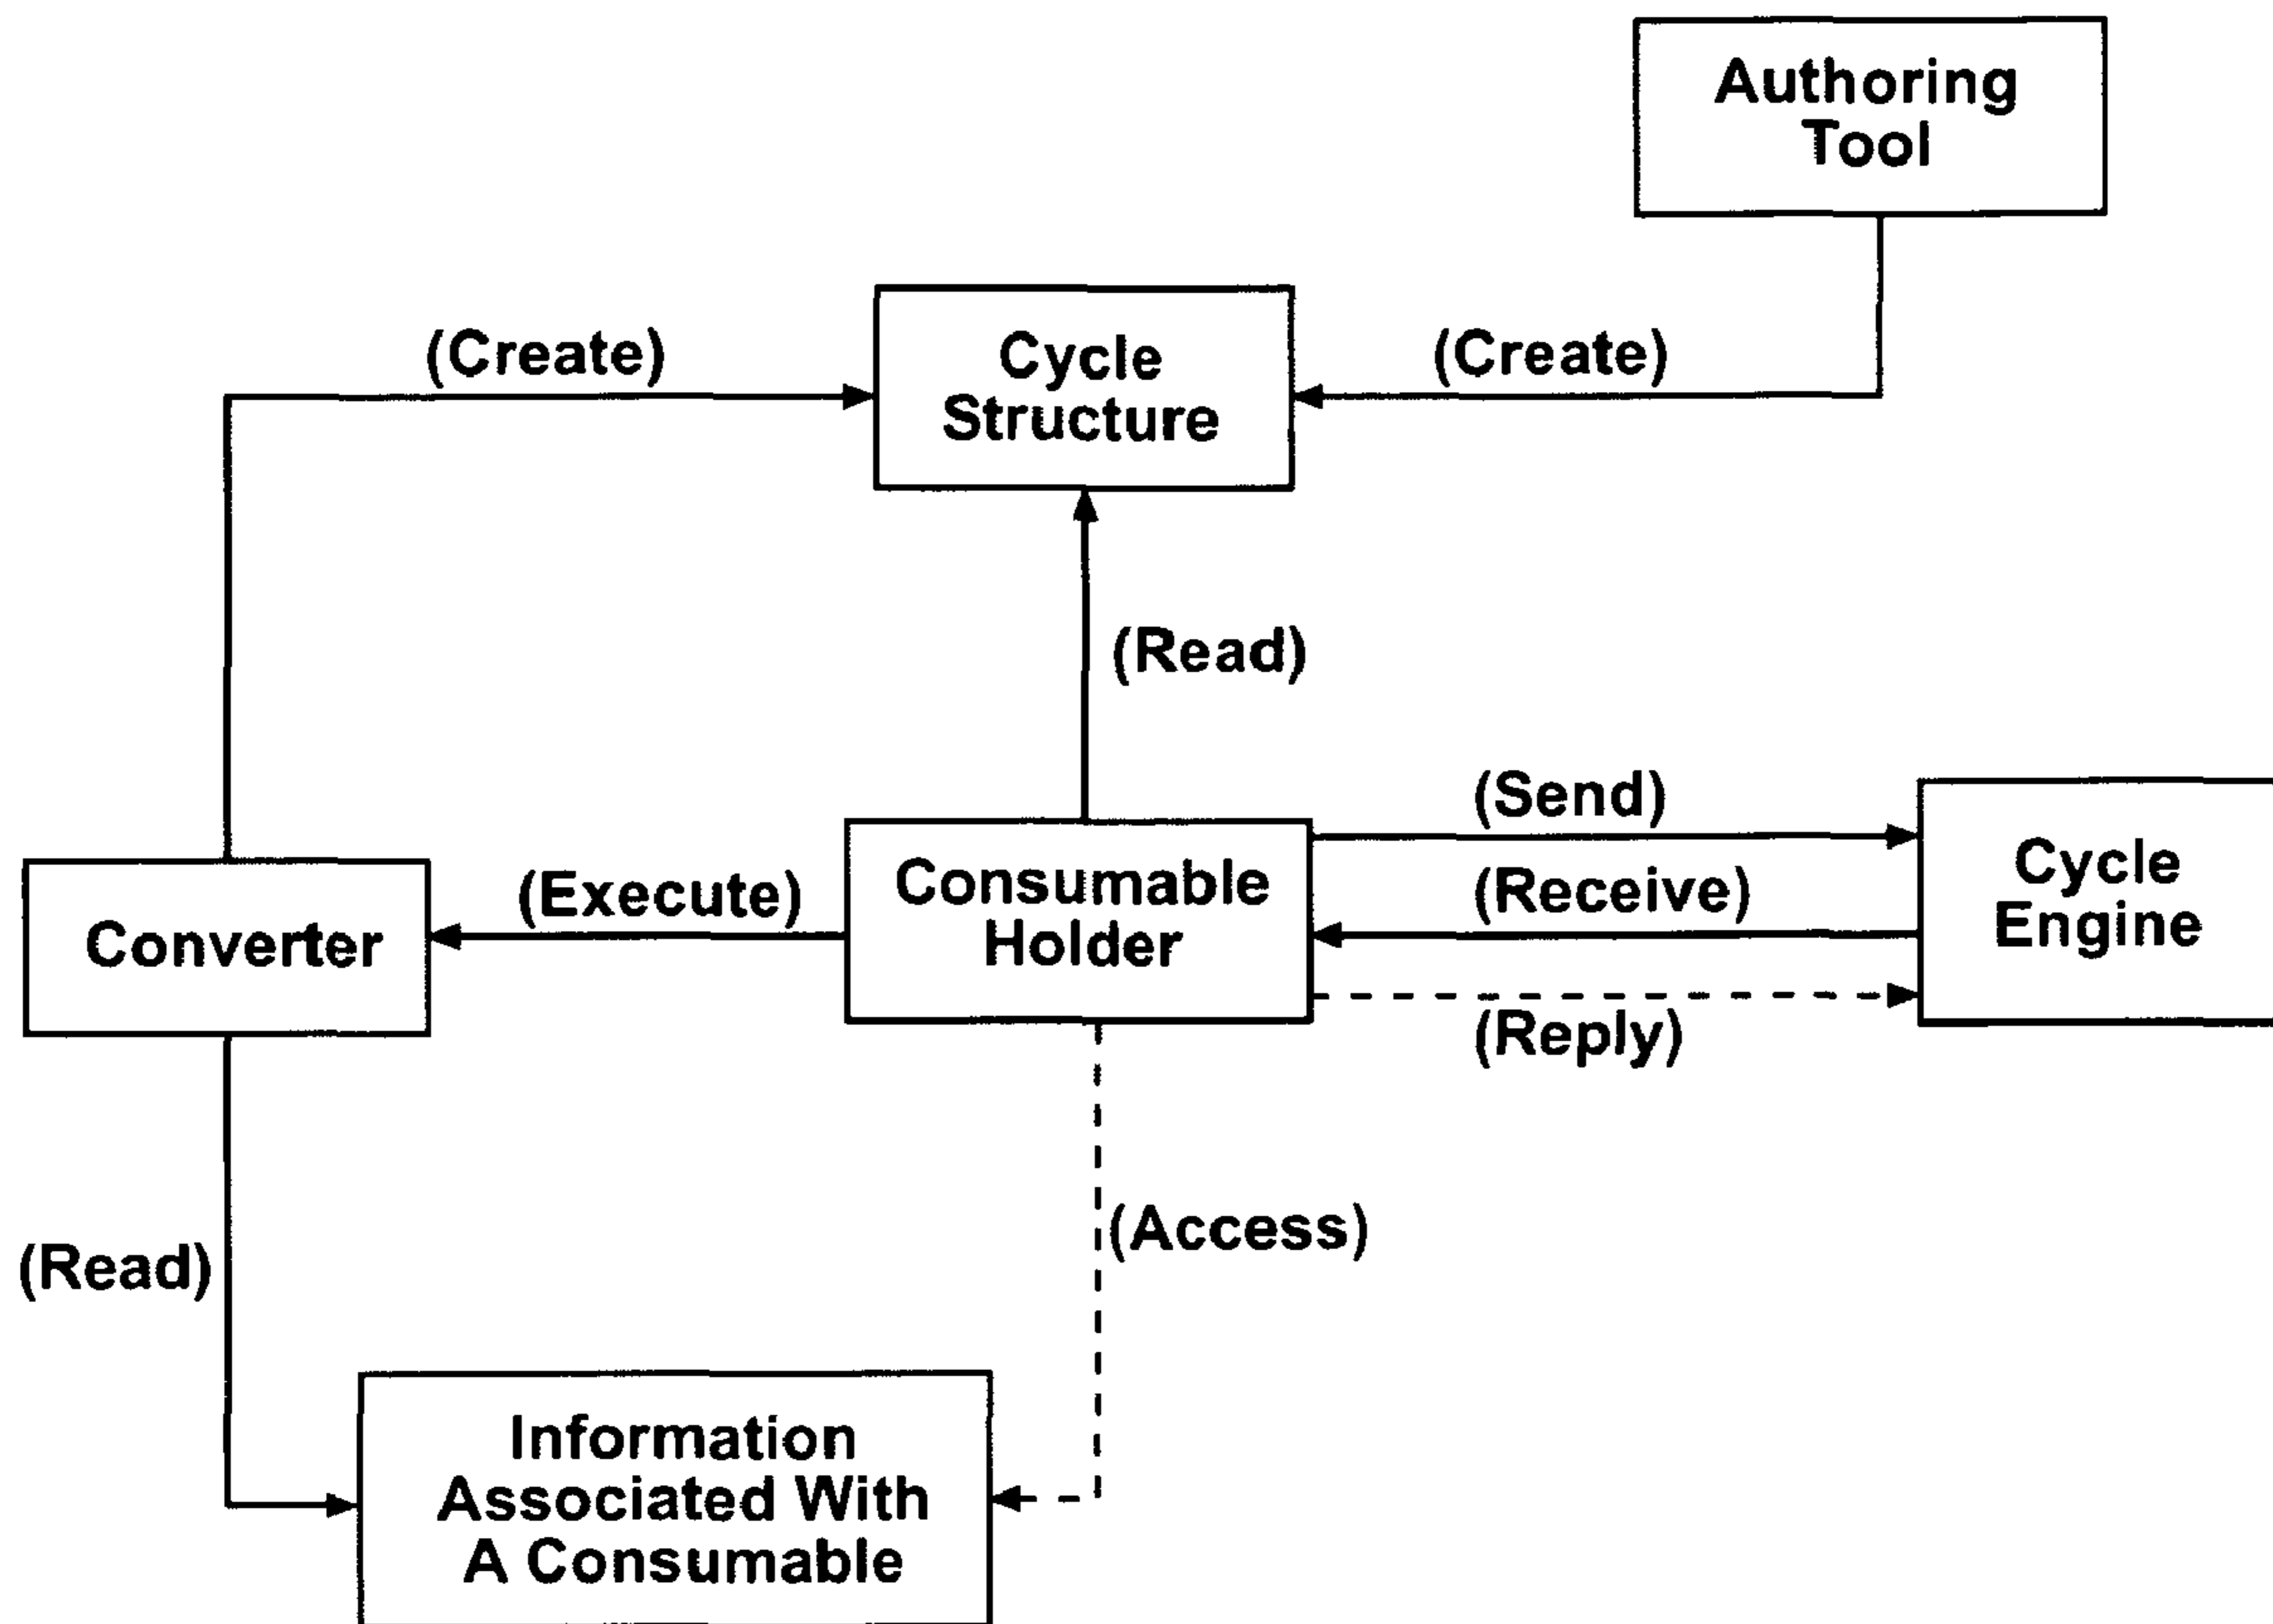 Authoring
Tool
(Create)
Cycle
Structure
(Create)
(Read)
(Send)
(Execute)
Consumable
Holder
(Receive)
Cycle
Engine
Converter
(Reply)
(Access)
(Read)
Information
Associated With
A Consumable